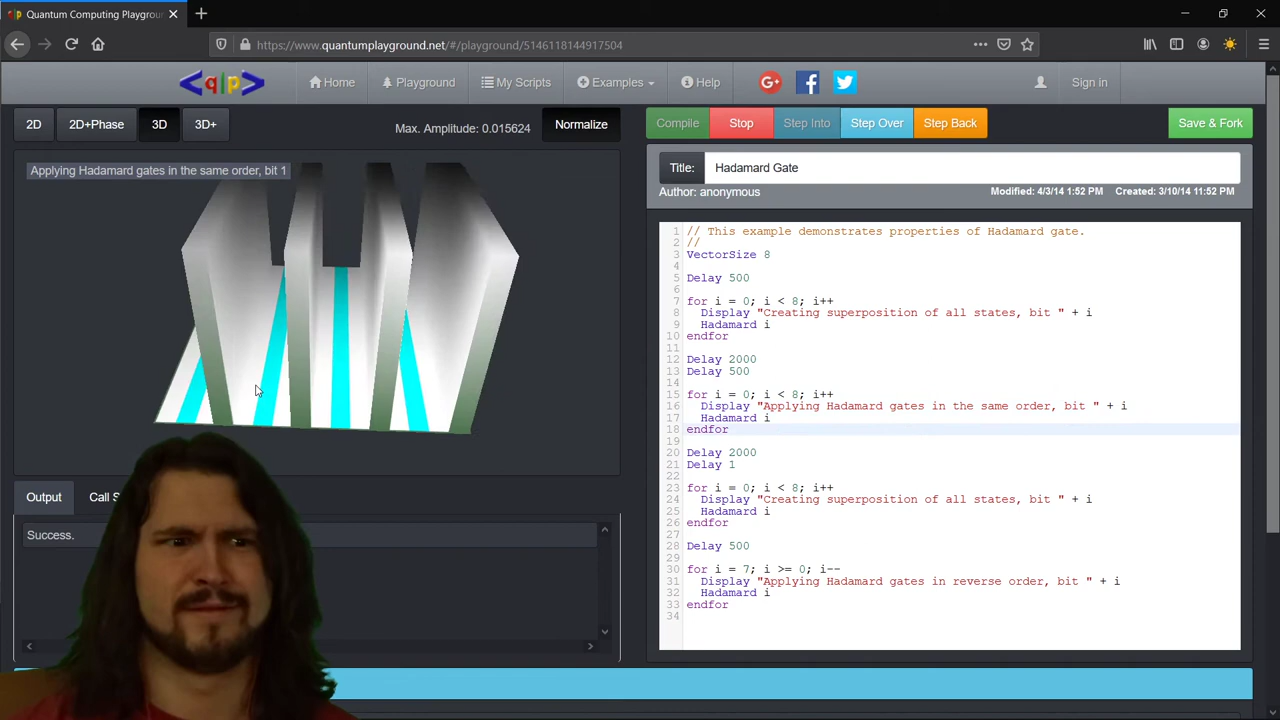 Quantum Computing Playgroun
https://www.quantumplayground.net/#/playground/5146118144917504
<q|p>
Home
Playground
My Scripts
Examples
Help
Sign in
2D
2D+Phase
3D
3D+
Max. Amplitude: 0.015624
Normalize
Compile
Stop
Step Into
Step Over
Step Back
Save & Fork
Applying Hadamard gates in the same order, bit 1
Title:
Hadamard Gate
Author: anonymous
Modified: 4/3/14 1:52 PM
Created: 3/10/14 11:52 PM
1 // This example demonstrates properties of Hadamard gate.
2 //
3 VectorSize 8
4
5 Delay 500
6
7 for i = 0; i < 8; i++
8 Display "Creating superposition of all states, bit " + i
9 Hadamard i
10 endfor
11
12 Delay 2000
13 Delay 500
14
15 for i = 0; i < 8; i++
16 Display "Applying Hadamard gates in the same order, bit " + i
17 Hadamard i
18 endfor
19
20 Delay 2000
21 Delay 1
22
23 for i = 0; i < 8; i++
24 Display "Creating superposition of all states, bit " + i
25 Hadamard i
26 endfor
27
28 Delay 500
29
30 for i = 7; i >= 0; i--
31 Display "Applying Hadamard gates in reverse order, bit " + i
32 Hadamard i
33 endfor
34
Output
Call S
Success.